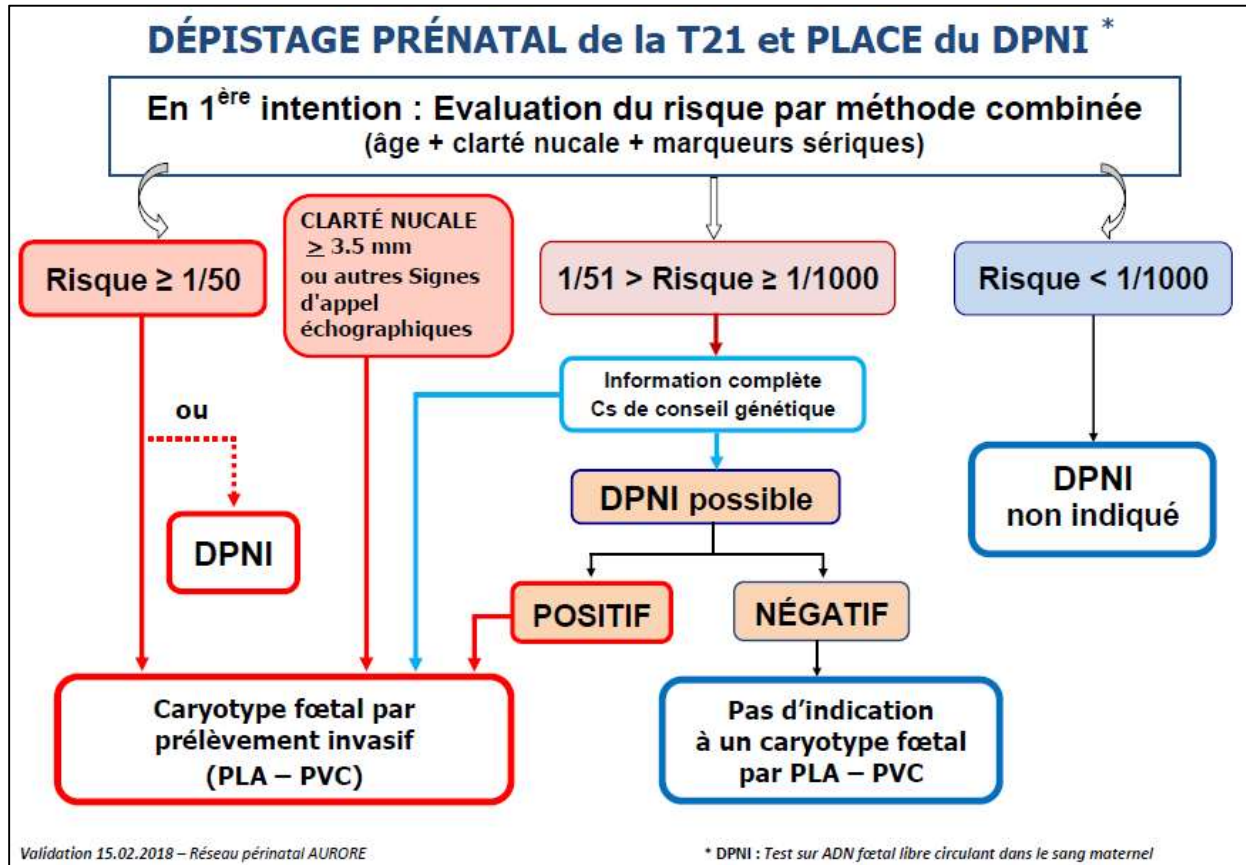 DÉPISTAGE PRÉNATAL de la T21 et PLACE du DPNI *
En 1ère intention : Evaluation du risque par méthode combinée
(âge + clarté nucale + marqueurs sériques)
Risque ≥ 1/50
CLARTÉ NUCALE
≥ 3.5 mm
ou autres Signes
d'appel
échographiques
1/51 > Risque ≥ 1/1000
Risque < 1/1000
Information complète
Cs de conseil génétique
ou
DPNI
DPNI possible
DPNI
non indiqué
POSITIF
NÉGATIF
Caryotype fœtal par
prélèvement invasif
(PLA – PVC)
Pas d’indication
à un caryotype fœtal
par PLA – PVC
Validation 15.02.2018 – Réseau périnatal AURORE
* DPNI : Test sur ADN fœtal libre circulant dans le sang maternel